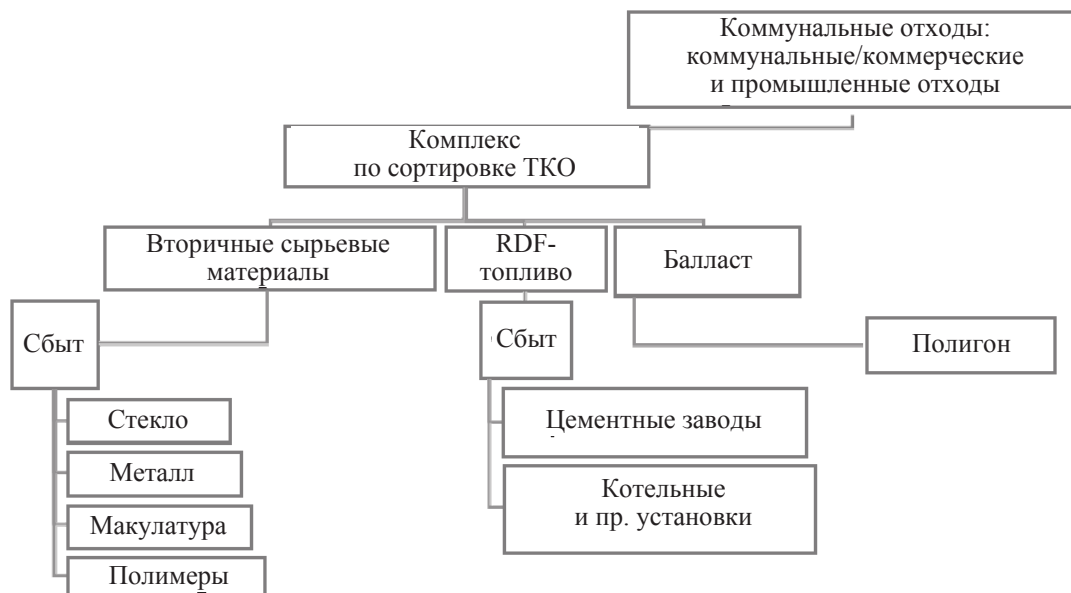 Коммунальные отходы:
коммунальные/коммерческие
и промышленные отходы
Комплекс
по сортировке ТКО
Вторичные сырьевые
материалы
RDF-
топливо
Балласт
Сбыт
Сбыт
Полигон
Стекло
Металл
Макулатура
Полимеры
Цементные заводы
Котельные
и пр. установки